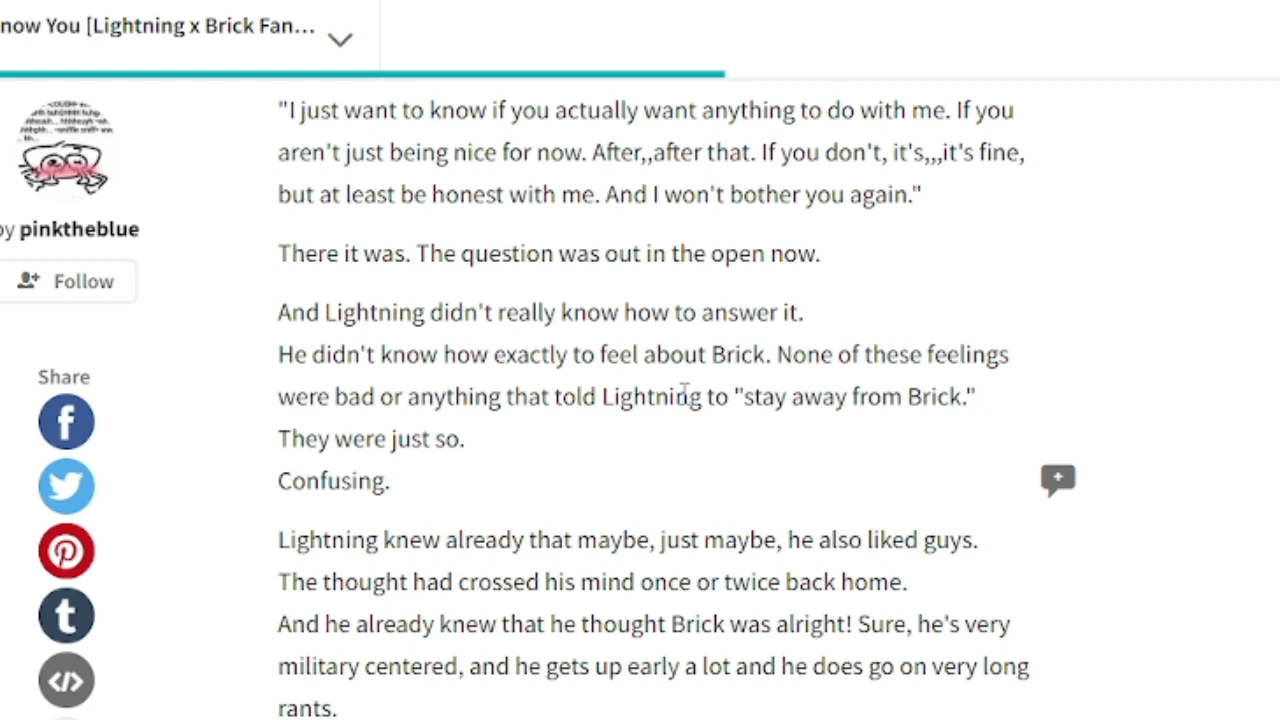 now You [Lightning x Brick Fan...
"I just want to know if you actually want anything to do with me. If you
aren't just being nice for now. After,,after that. If you don't, it's,,,it's fine,
but at least be honest with me. And I won't bother you again."
by pinktheblue
There it was. The question was out in the open now.
Follow
And Lightning didn't really know how to answer it.
He didn't know how exactly to feel about Brick. None of these feelings
Share
were bad or anything that told Lightning to "stay away from Brick."
They were just so.
Confusing.
Lightning knew already that maybe, just maybe, he also liked guys.
The thought had crossed his mind once or twice back home.
And he already knew that he thought Brick was alright! Sure, he's very
military centered, and he gets up early a lot and he does go on very long
rants.